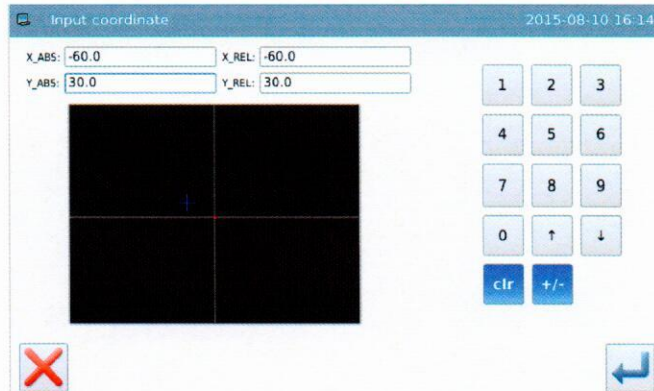 Input coordinate 2015-08-10 16:14
X_ABS: -60.0 X_REL: -60.0
Y_ABS: 30.0 Y_REL: 30.0
1 2 3
4 5 6
7 8 9
0 ↑ ↓
clr +/-